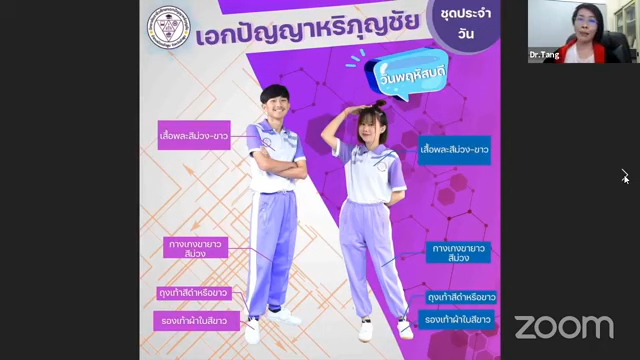 เอกปัญญาหริภุญชัย
ชุดประจำ
วัน
วันพฤหัสบดี
Dr.Tang
เสื้อพละสีม่วง-ขาว
เสื้อพละสีม่วง-ขาว
กางเกงขายาว
สีม่วง
กางเกงขายาว
สีม่วง
ถุงเท้าสีดำหรือขาว
ถุงเท้าสีดำหรือขาว
รองเท้าผ้าใบสีขาว
รองเท้าผ้าใบสีขาว
zoom